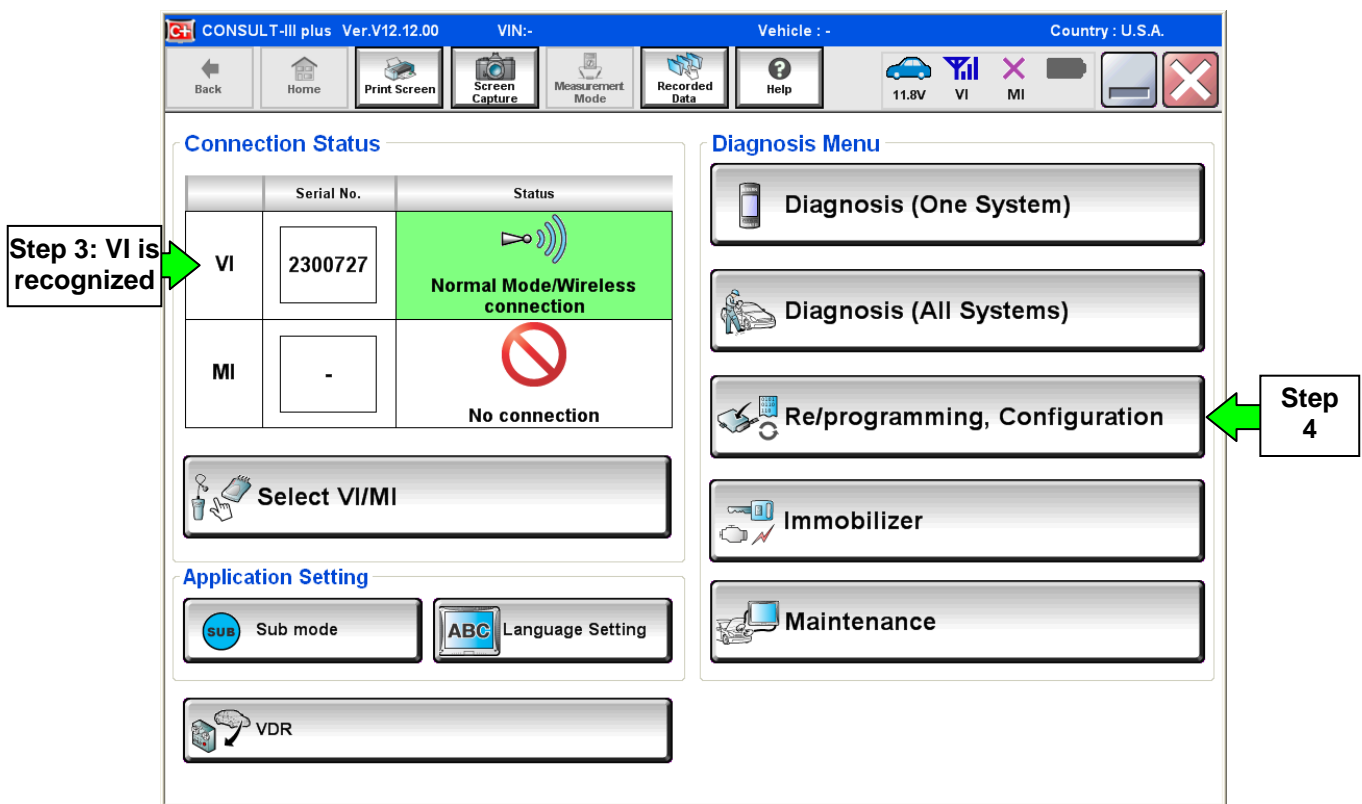 C+ CONSULT-III plus Ver.V12.12.00 VIN:- Vehicle : - Country : U.S.A.
Back
Home
Print Screen
Screen
Capture
Measurement
Mode
Recorded
Data
Help
11.8V VI MI
Connection Status
Serial No. Status
Step 3: VI is
recognized
VI 2300727
Normal Mode/Wireless
connection
MI -
No connection
Select VI/MI
Application Setting
SUB Sub mode
ABC Language Setting
VDR
Diagnosis Menu
Diagnosis (One System)
Diagnosis (All Systems)
Re/programming, Configuration
Step
4
Immobilizer
Maintenance